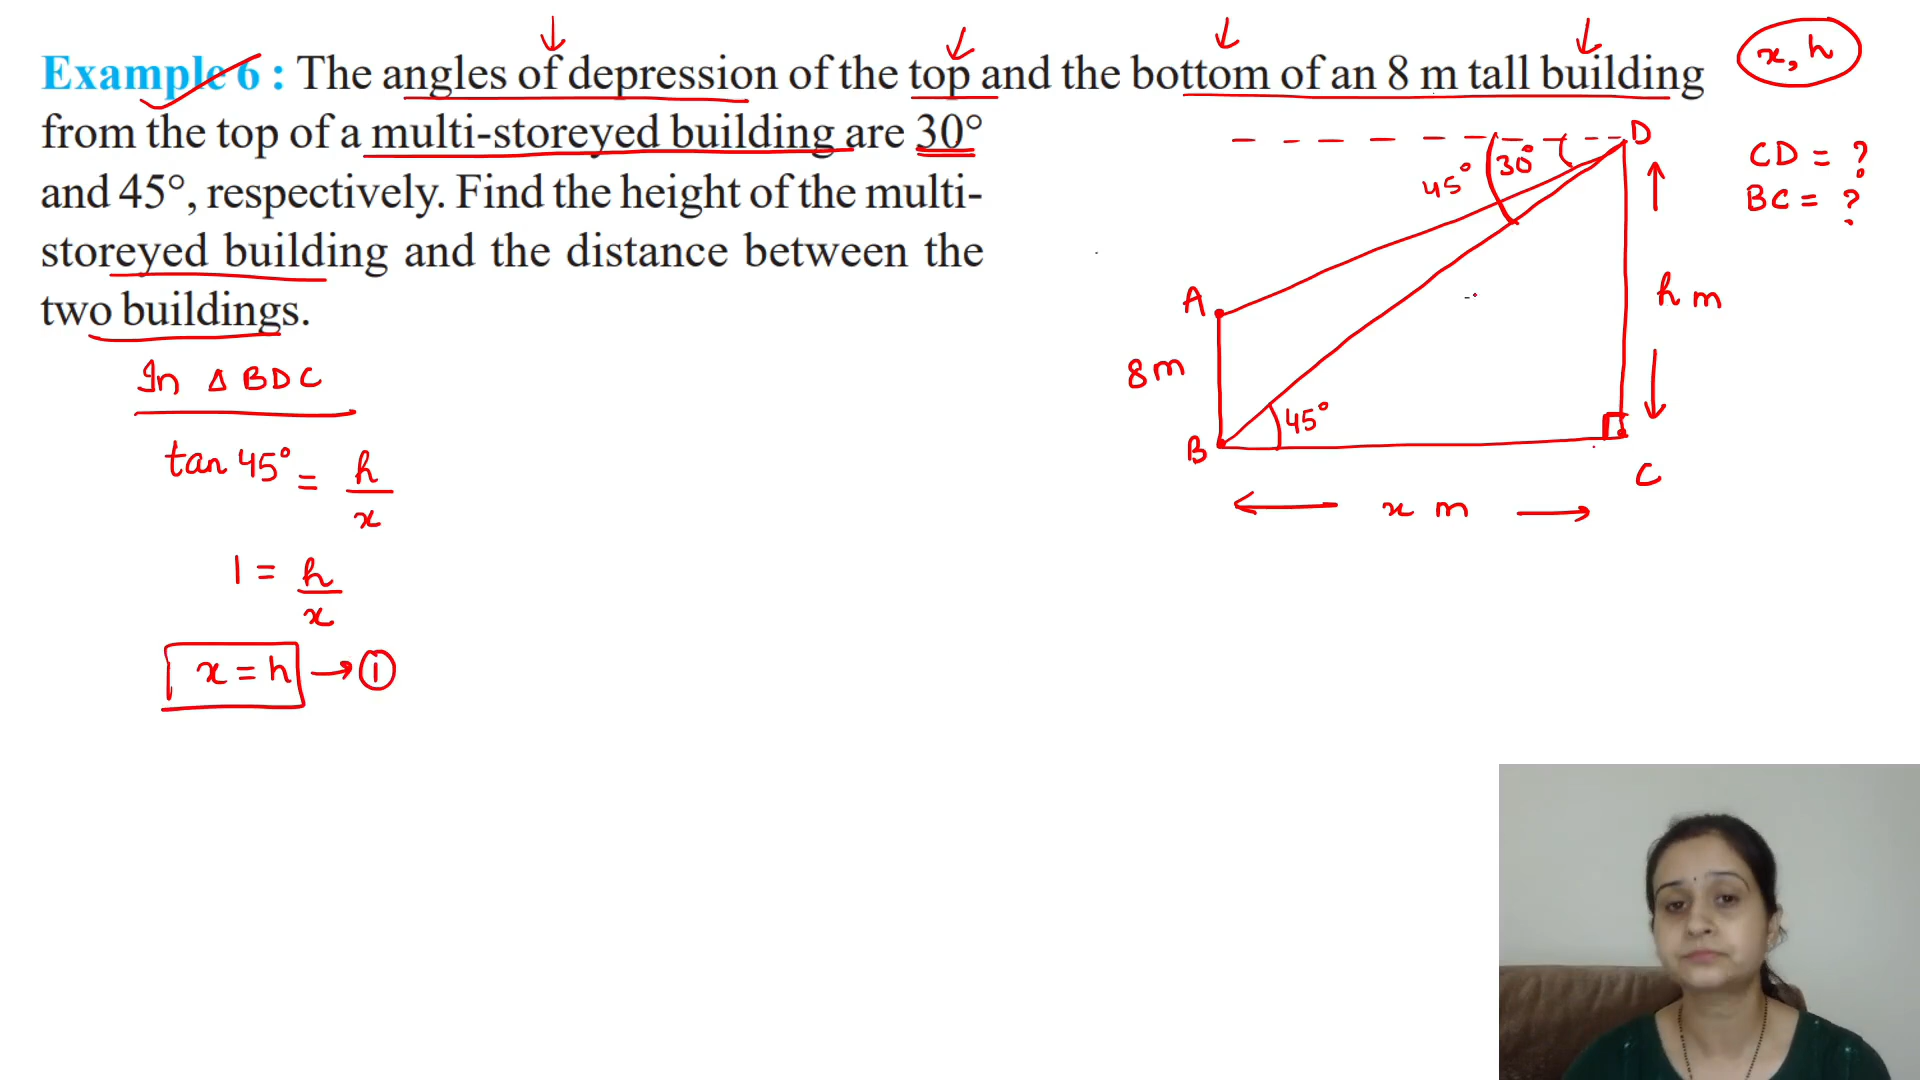 Example 6 : The angles of depression of the top and the bottom of an 8 m tall building
from the top of a multi-storeyed building are 30°
and 45°, respectively. Find the height of the multi-
storeyed building and the distance between the
two buildings.
In Δ BDC
tan 45° = h/x
1 = h/x
x = h → ①
x, h
CD = ?
BC = ?
D
45°
30°
A
8 m
h m
45°
B
C
x m